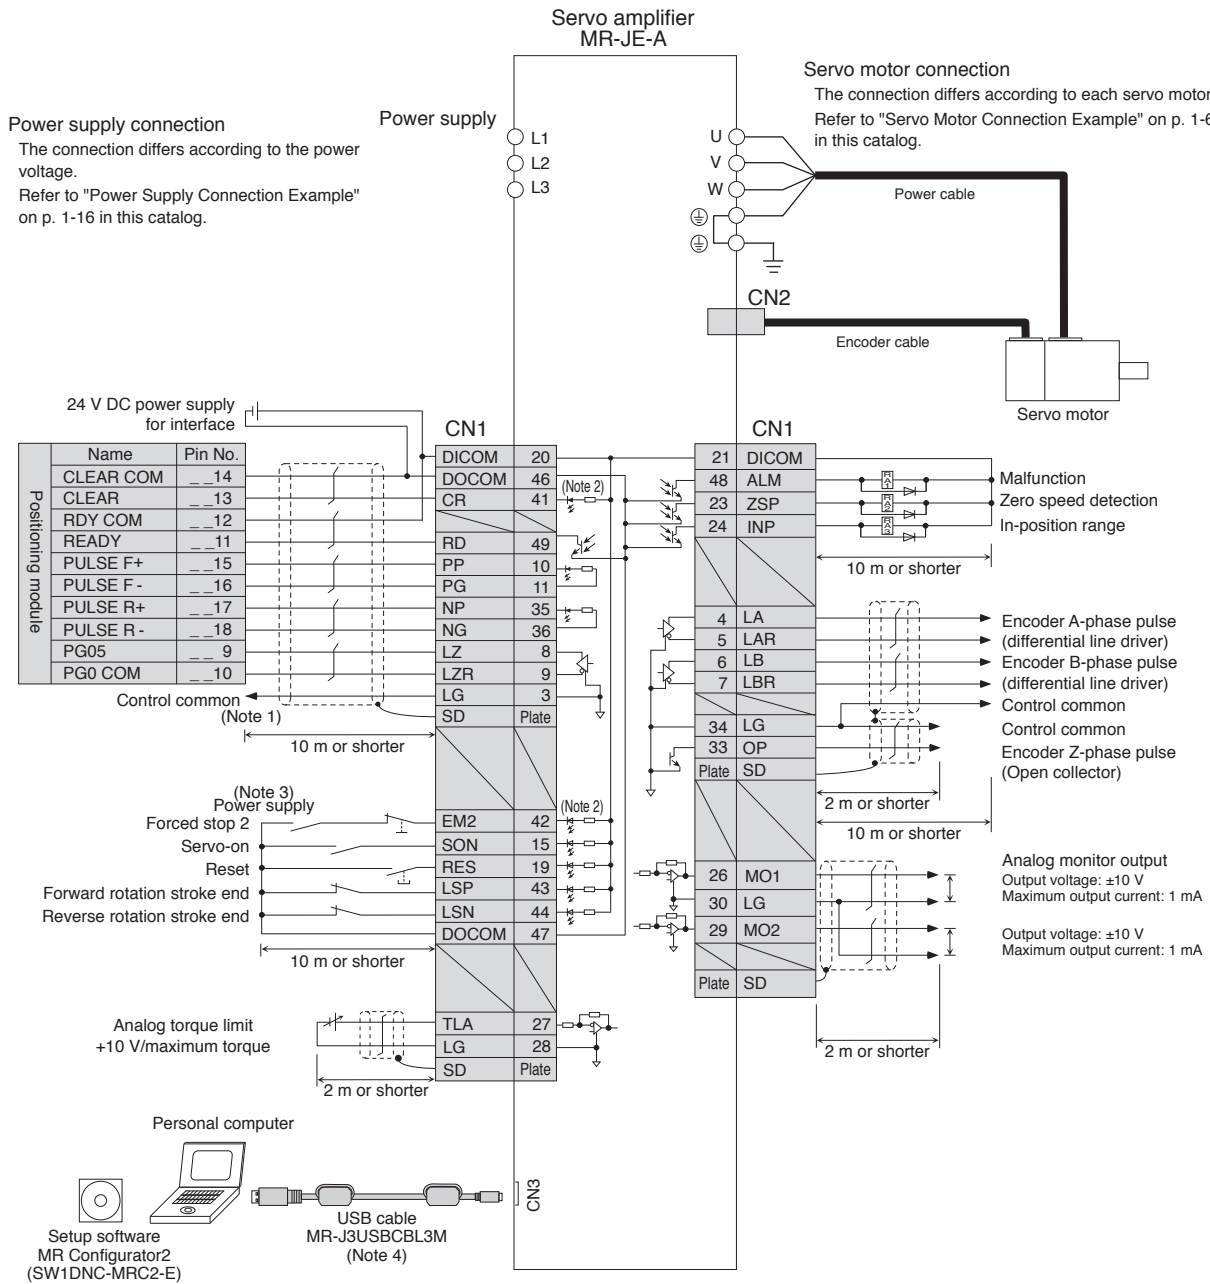 Servo amplifier
MR-JE-A
Power supply connection
The connection differs according to the power
voltage.
Refer to "Power Supply Connection Example"
on p. 1-16 in this catalog.
Power supply
L1
L2
L3
Servo motor connection
The connection differs according to each servo motor
Refer to "Servo Motor Connection Example" on p. 1-6
in this catalog.
U
V
W
Power cable
CN2
Encoder cable
Servo motor
24 V DC power supply
for interface
Positioning module
Name Pin No.
CLEAR COM _ _14
CLEAR _ _13
RDY COM _ _12
READY _ _11
PULSE F+ _ _15
PULSE F - _ _16
PULSE R+ _ _17
PULSE R - _ _18
PG05 _ _ 9
PG0 COM _ _10
Control common
(Note 1)
10 m or shorter
CN1
DICOM 20
DOCOM 46
CR 41
(Note 2)
RD 49
PP 10
PG 11
NP 35
NG 36
LZ 8
LZR 9
LG 3
SD Plate
(Note 3)
Power supply
Forced stop 2
Servo-on
Reset
Forward rotation stroke end
Reverse rotation stroke end
10 m or shorter
(Note 2)
EM2 42
SON 15
RES 19
LSP 43
LSN 44
DOCOM 47
Analog torque limit
+10 V/maximum torque
2 m or shorter
TLA 27
LG 28
SD Plate
CN1
21 DICOM
48 ALM
23 ZSP
24 INP
RA1
RA2
RA3
Malfunction
Zero speed detection
In-position range
10 m or shorter
4 LA
5 LAR
6 LB
7 LBR
34 LG
33 OP
Plate SD
Encoder A-phase pulse
(differential line driver)
Encoder B-phase pulse
(differential line driver)
Control common
Control common
Encoder Z-phase pulse
(Open collector)
2 m or shorter
10 m or shorter
26 MO1
30 LG
29 MO2
Plate SD
Analog monitor output
Output voltage: ±10 V
Maximum output current: 1 mA
Output voltage: ±10 V
Maximum output current: 1 mA
2 m or shorter
Personal computer
Setup software
MR Configurator2
(SW1DNC-MRC2-E)
USB cable
MR-J3USBCBL3M
(Note 4)
CN3